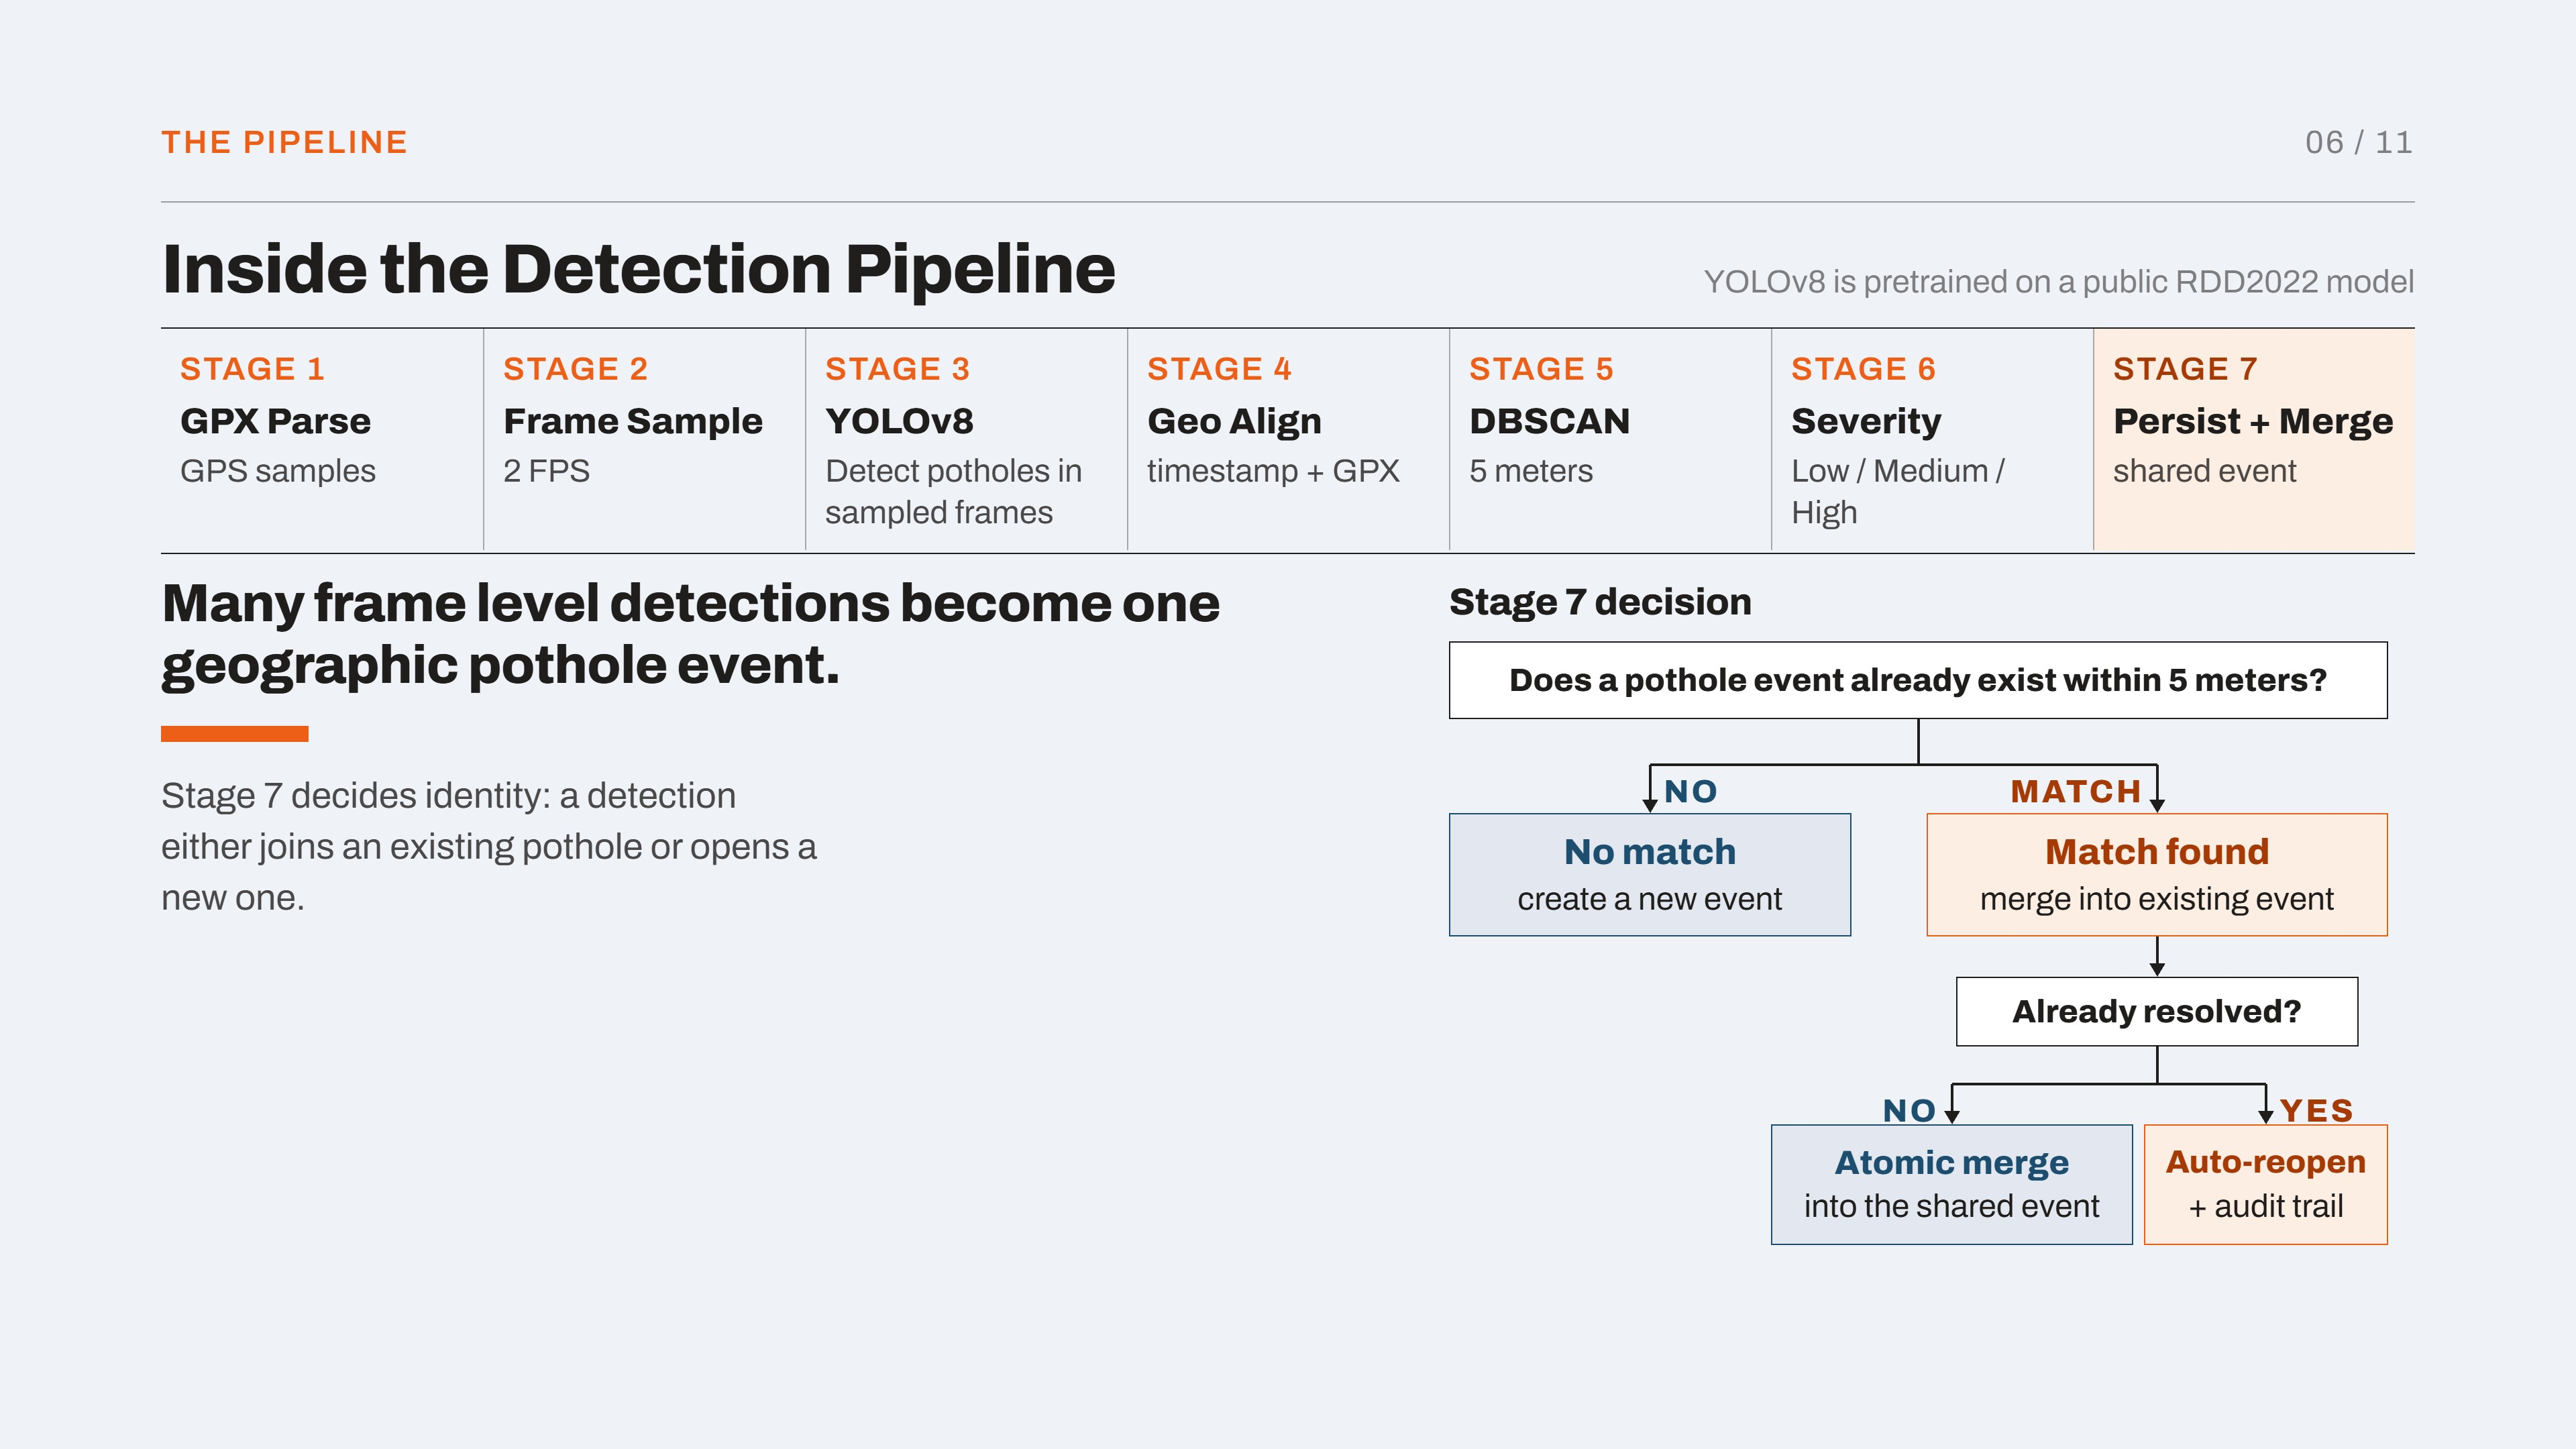 THE PIPELINE
06 / 11
Inside the Detection Pipeline
YOLOv8 is pretrained on a public RDD2022 model
STAGE 1
GPX Parse
GPS samples
STAGE 2
Frame Sample
2 FPS
STAGE 3
YOLOv8
Detect potholes in
sampled frames
STAGE 4
Geo Align
timestamp + GPX
STAGE 5
DBSCAN
5 meters
STAGE 6
Severity
Low / Medium /
High
STAGE 7
Persist + Merge
shared event
Many frame level detections become one
geographic pothole event.
Stage 7 decides identity: a detection
either joins an existing pothole or opens a
new one.
Stage 7 decision
Does a pothole event already exist within 5 meters?
NO
MATCH
No match
create a new event
Match found
merge into existing event
Already resolved?
NO
YES
Atomic merge
into the shared event
Auto-reopen
+ audit trail